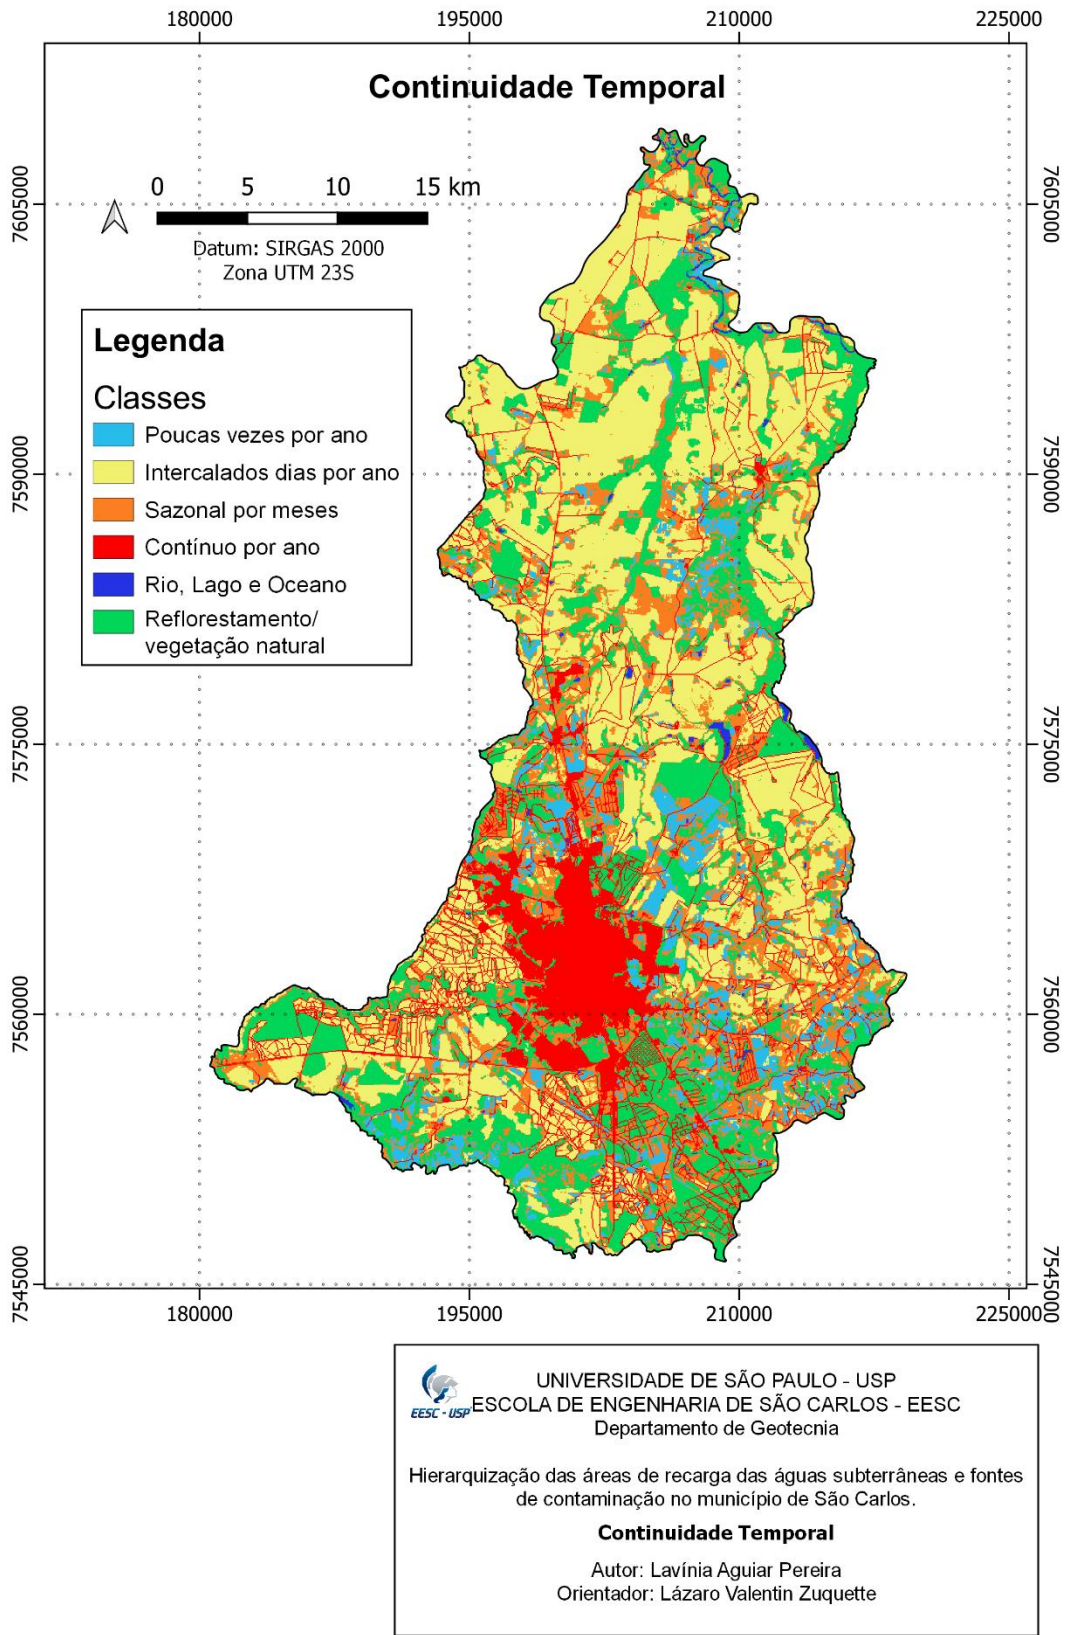 180000
195000
210000
225000
Continuidade Temporal
0 5 10 15 km
7605000
7605000
Datum: SIRGAS 2000
Zona UTM 23S
Legenda
Classes
Poucas vezes por ano
Intercalados dias por ano
Sazonal por meses
Contínuo por ano
Rio, Lago e Oceano
Reflorestamento/
vegetação natural
7590000
7590000
7575000
7575000
7560000
7560000
7545000
7545000
180000
195000
210000
225000
EESC - USP
UNIVERSIDADE DE SÃO PAULO - USP
ESCOLA DE ENGENHARIA DE SÃO CARLOS - EESC
Departamento de Geotecnia
Hierarquização das áreas de recarga das águas subterrâneas e fontes
de contaminação no município de São Carlos.
Continuidade Temporal
Autor: Lavínia Aguiar Pereira
Orientador: Lázaro Valentin Zuquette